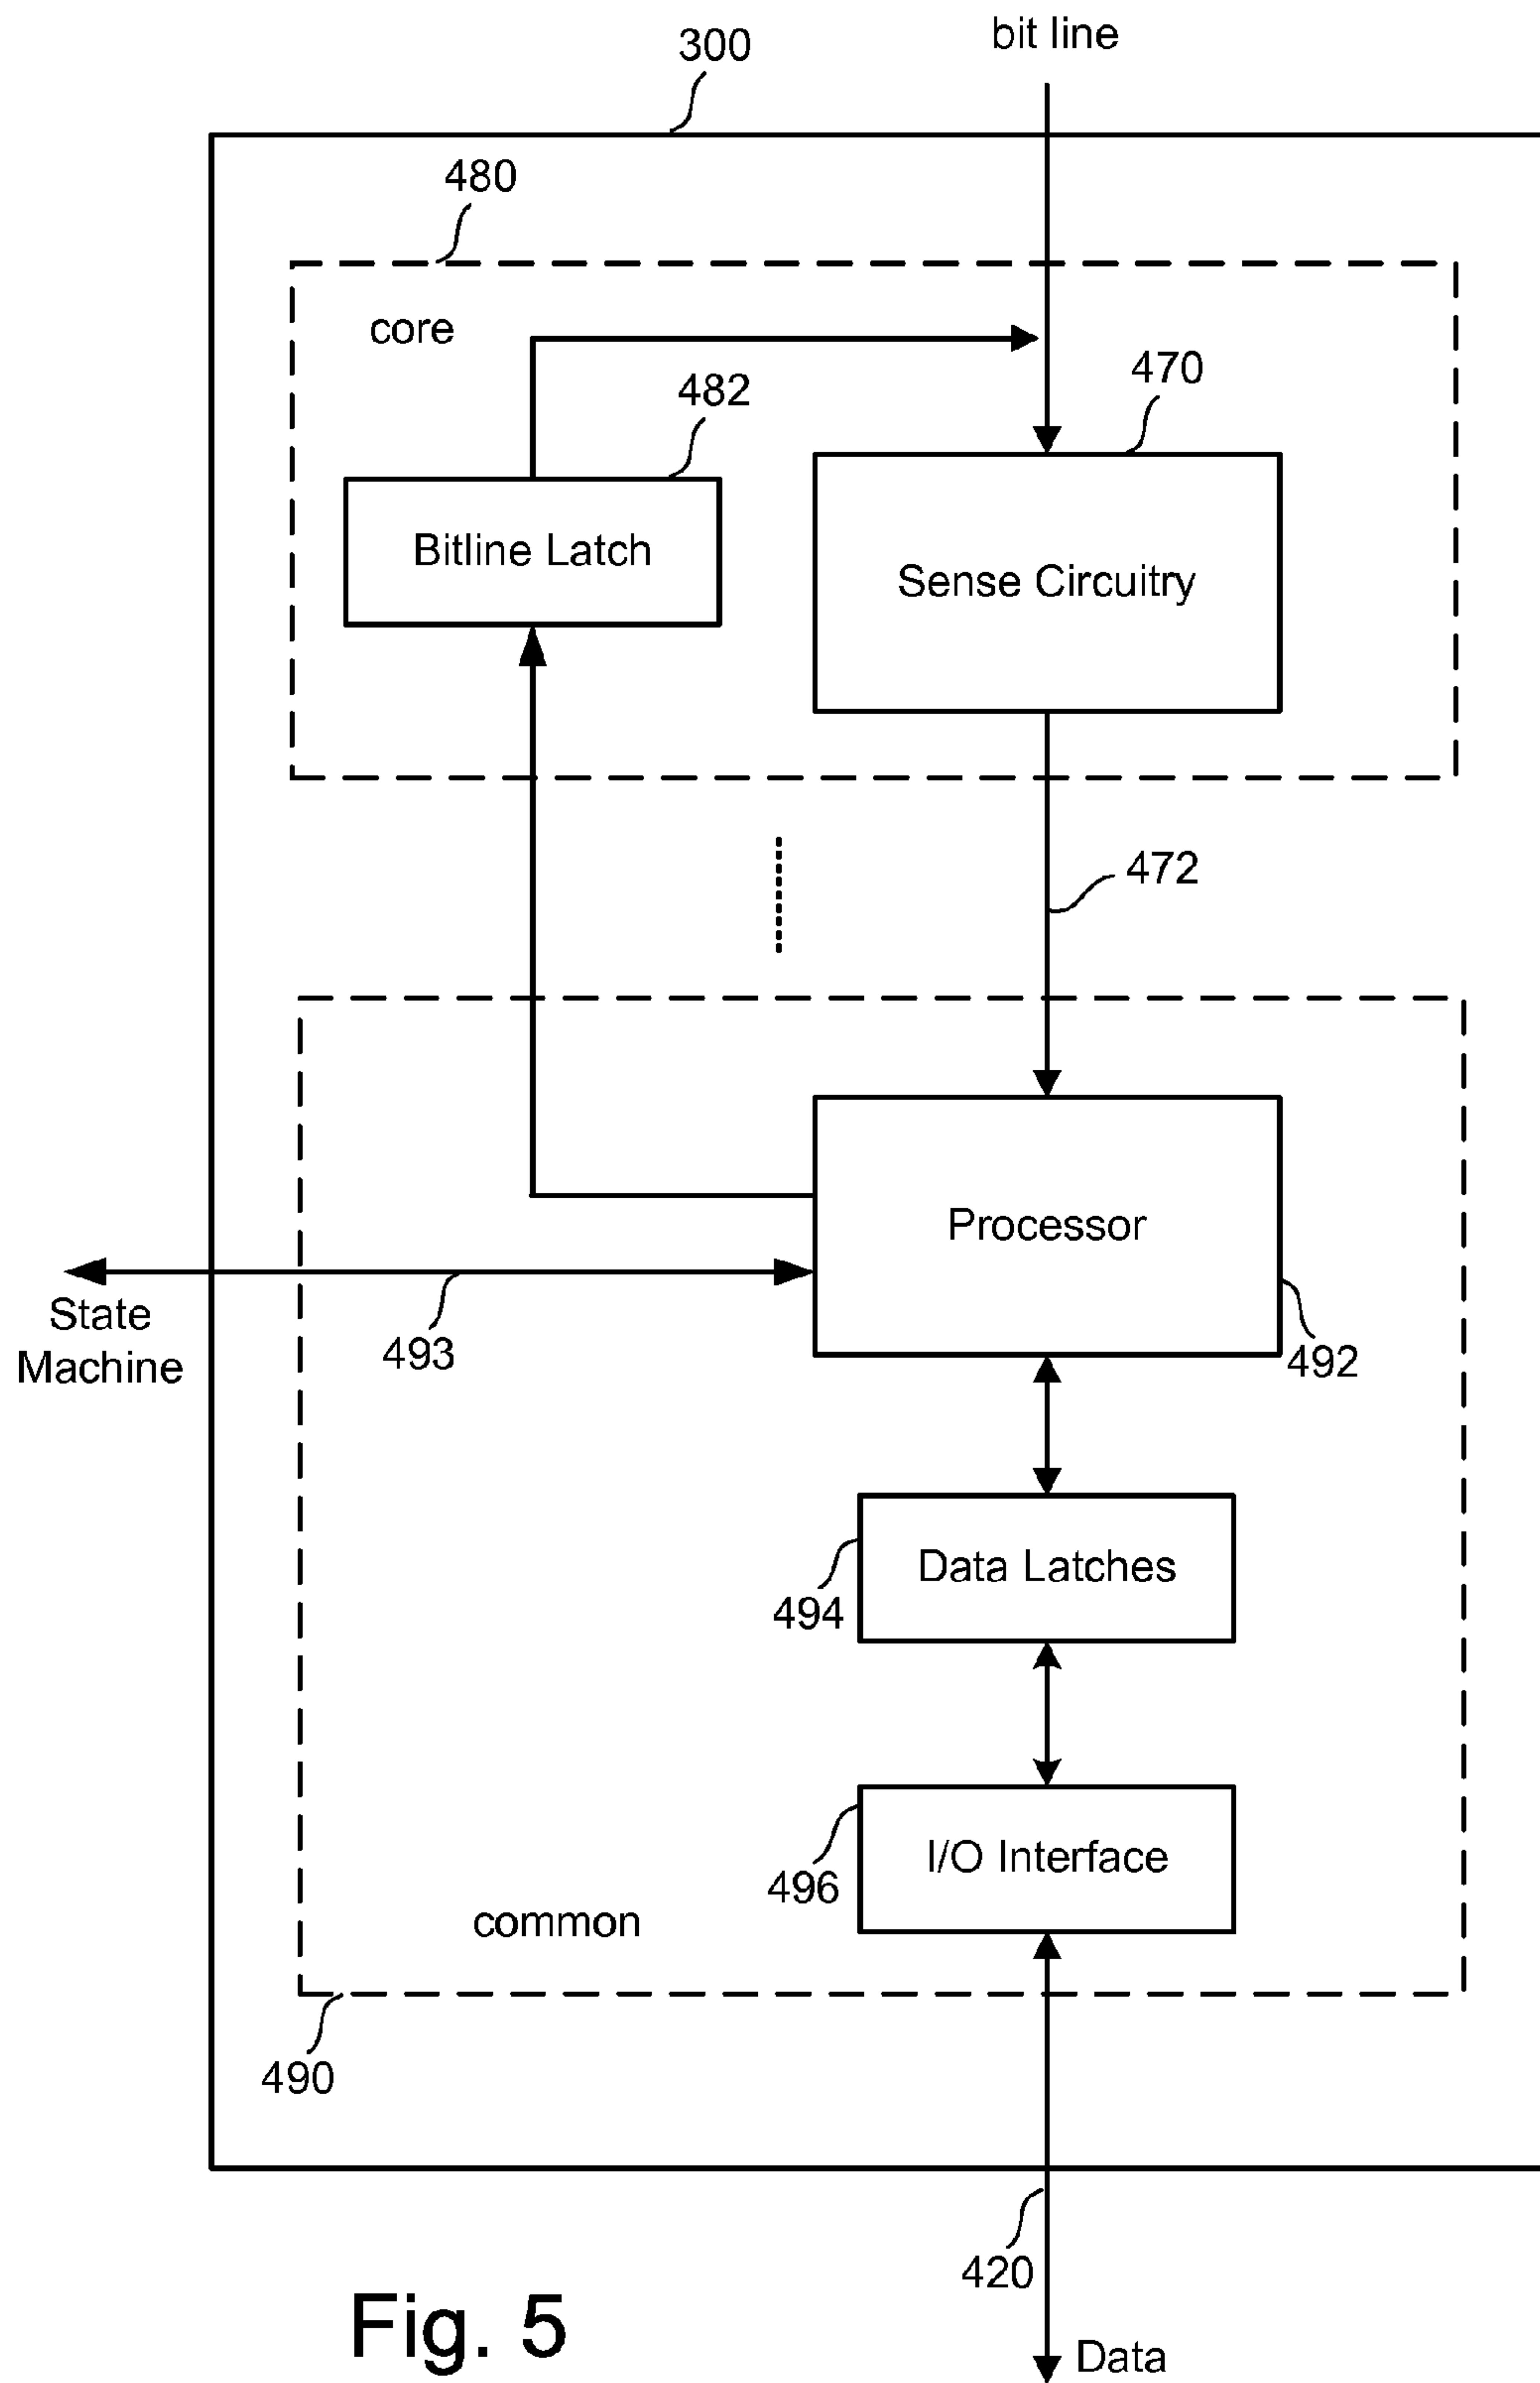 300
bit line
480
core
470
482
Bitline Latch
Sense Circuitry
472
Processor
State
Machine
493
492
Data Latches
494
I/O Interface
496
common
490
420
Fig. 5
Data